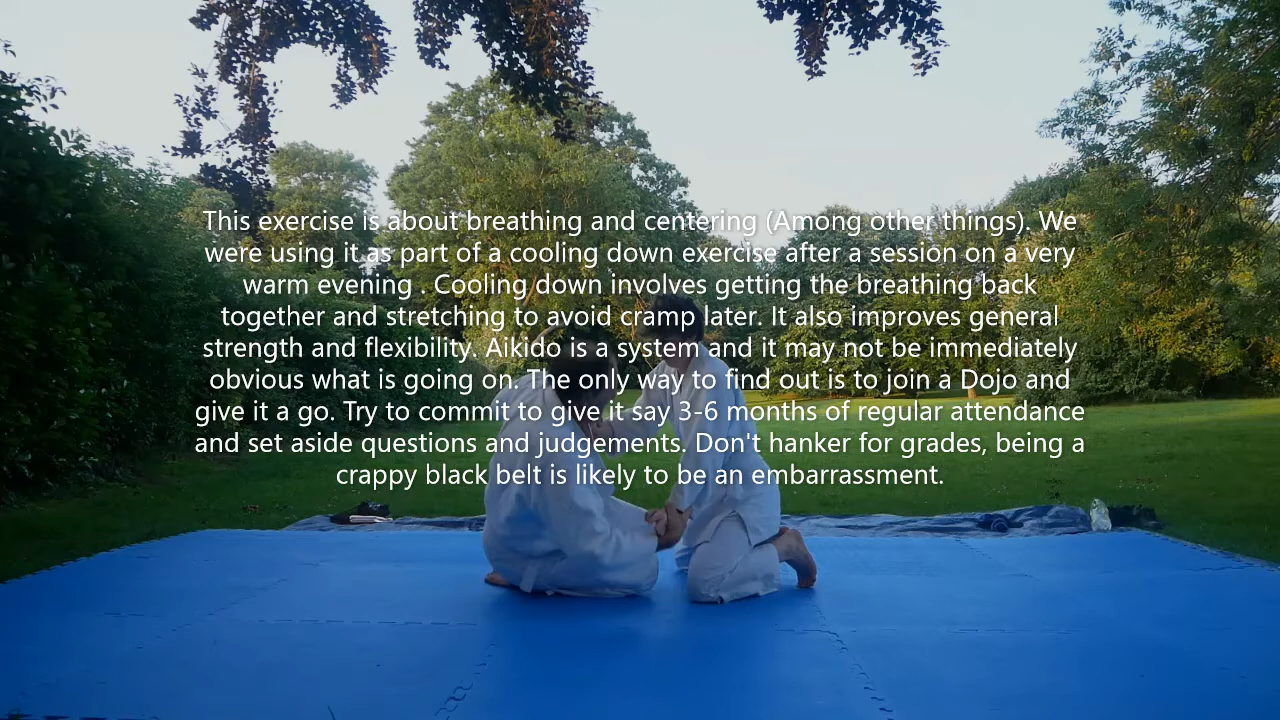 This exercise is about breathing and centering (Among other things). We
were using it as part of a cooling down exercise after a session on a very
warm evening . Cooling down involves getting the breathing back
together and stretching to avoid cramp later. It also improves general
strength and flexibility. Aikido is a system and it may not be immediately
obvious what is going on. The only way to find out is to join a Dojo and
give it a go. Try to commit to give it say 3-6 months of regular attendance
and set aside questions and judgements. Don't hanker for grades, being a
crappy black belt is likely to be an embarrassment.